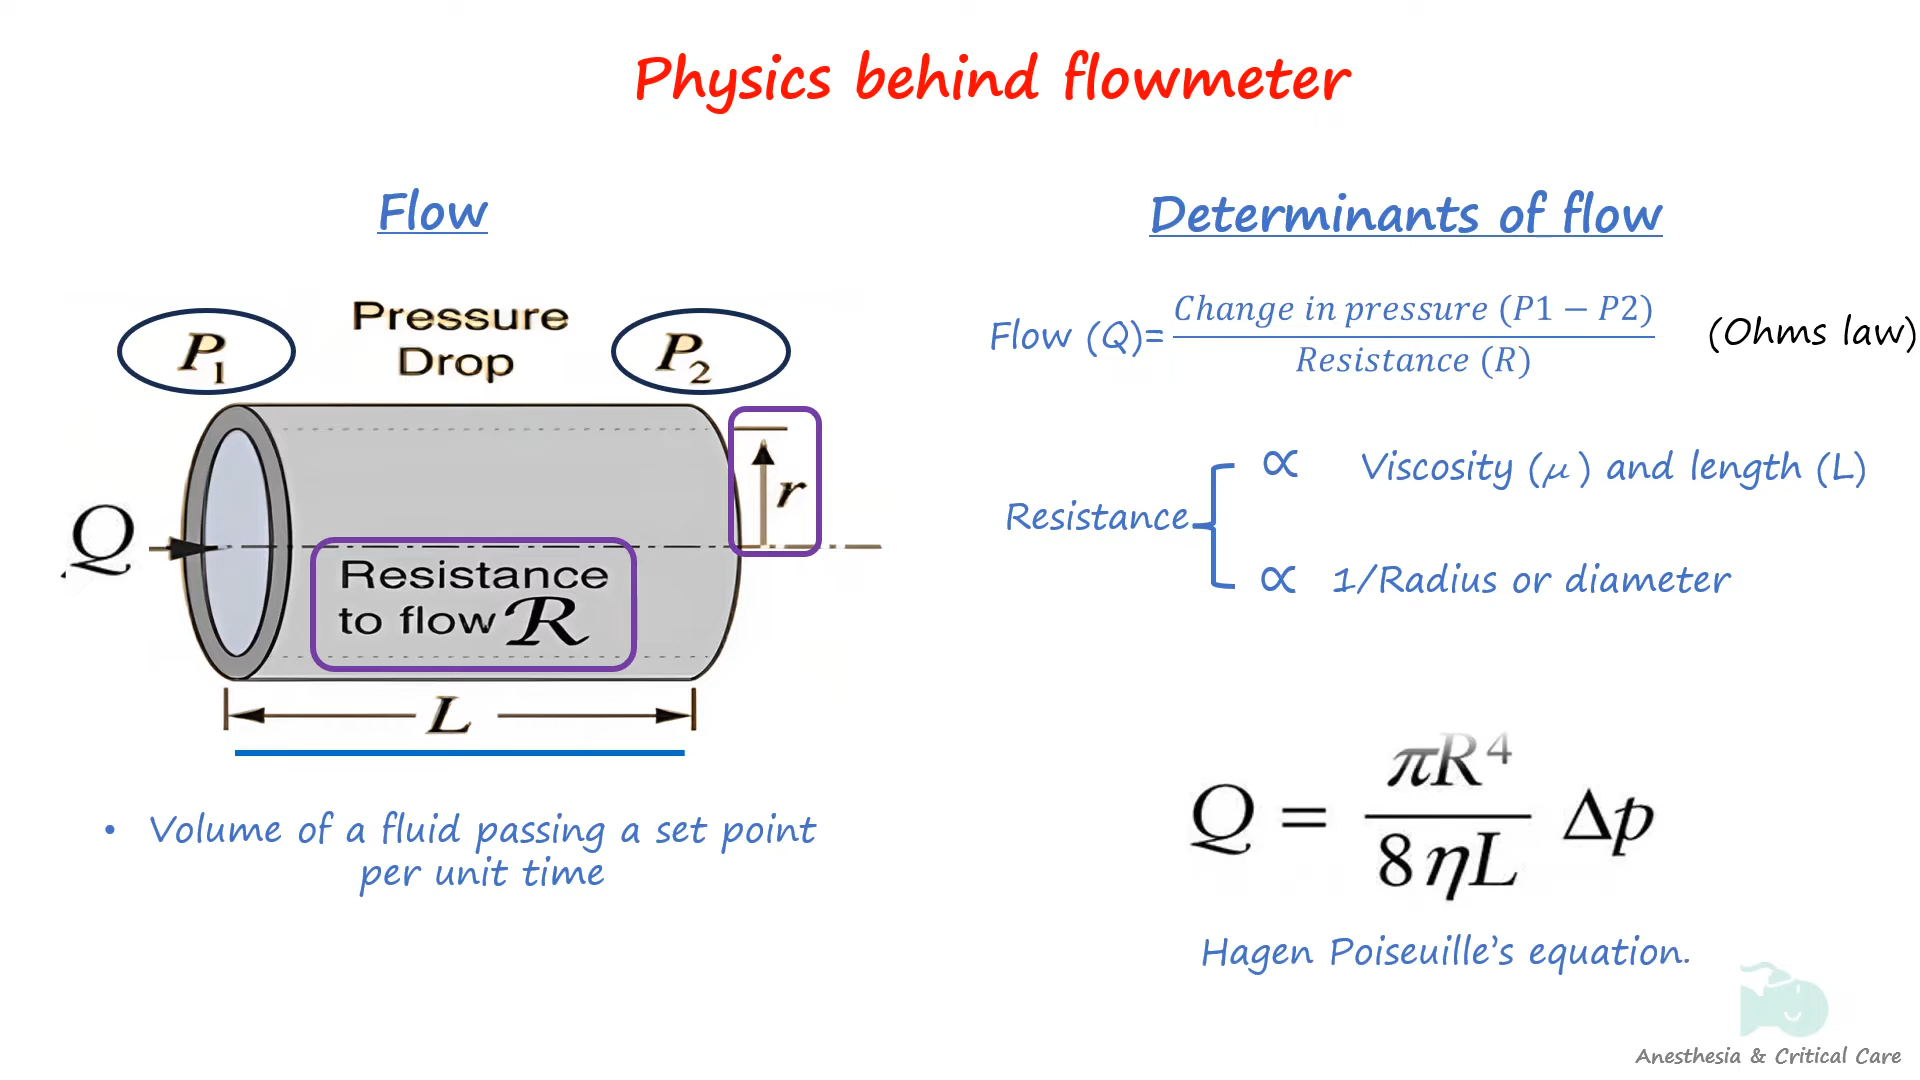 Physics behind flowmeter
Flow
Pressure
Drop
P1
P2
r
Q
Resistance
to flow R
L
• Volume of a fluid passing a set point
per unit time
Determinants of flow
Flow (Q)= Change in pressure (P1 − P2)
Resistance (R)
(Ohms law)
Resistance
∝ Viscosity (μ) and length (L)
∝ 1/Radius or diameter
Q = πR⁴ Δp
8ηL
Hagen Poiseuille’s equation.
Anesthesia & Critical Care